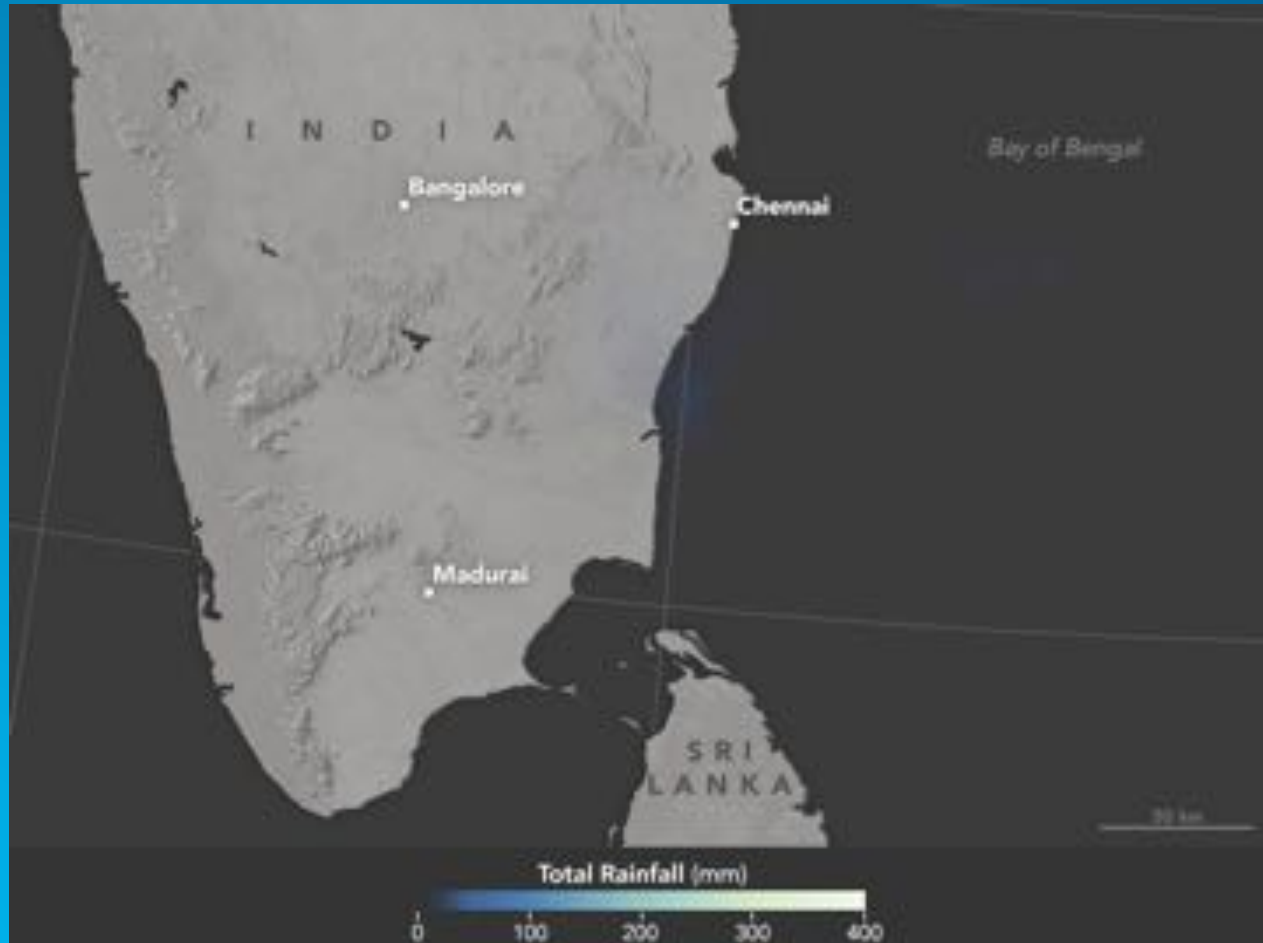 I N D I A
Bay of Bengal
Bangalore
Chennai
Madurai
SRI
LANKA
Total Rainfall (mm)
0 100 200 300 400